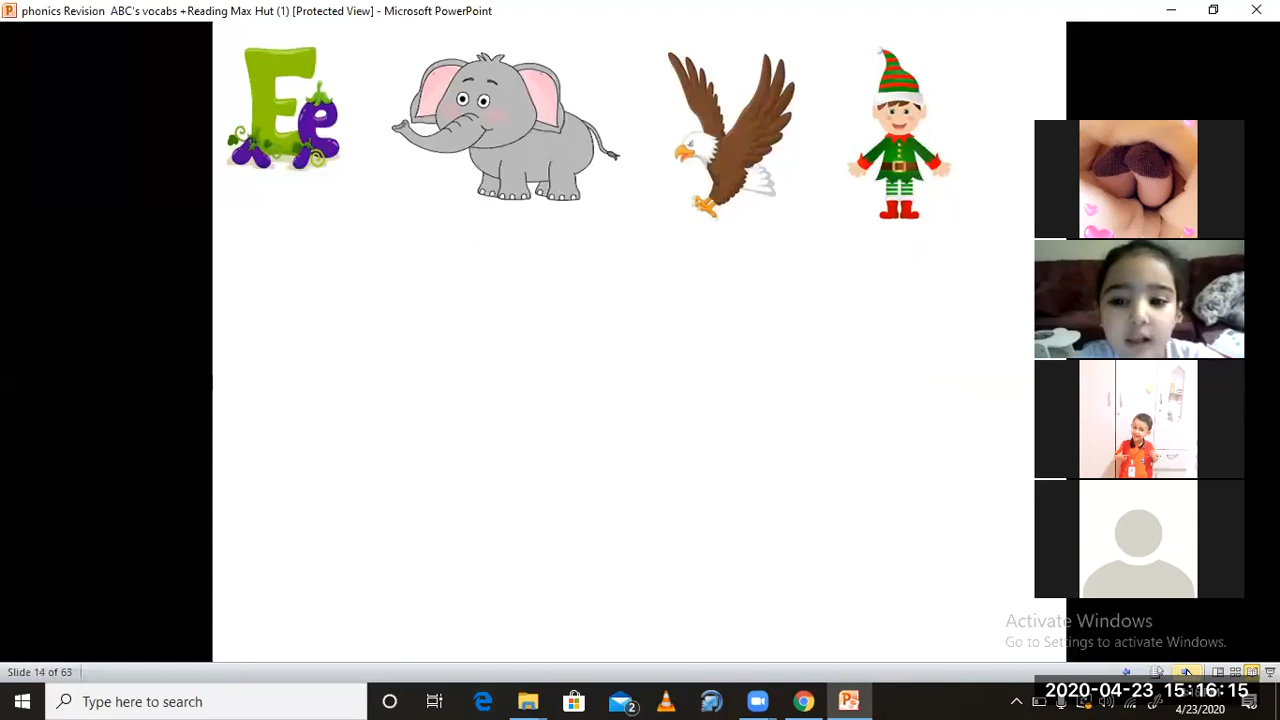 phonics Revision ABC's vocabs +Reading Max Hut (1) [Protected View] - Microsoft PowerPoint
Ee
Activate Windows
Go to Settings to activate Windows.
Slide 14 of 63
Type here to search
2
2020-04-23 15:16:15
4/23/2020